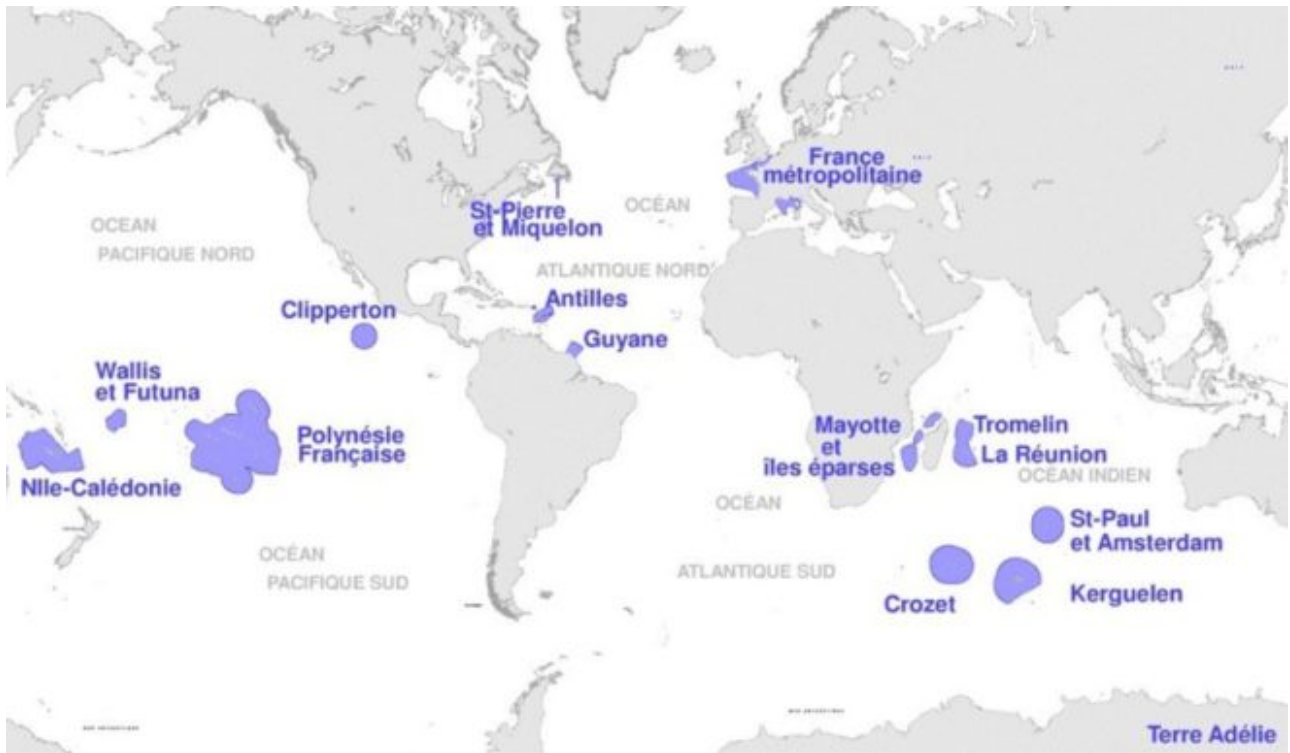 France
métropolitaine
St-Pierre
et Miquelon
OCÉAN
OCEAN
PACIFIQUE NORD
ATLANTIQUE NORD
Clipperton
Antilles
Guyane
Wallis
et Futuna
Polynésie
Française
Nlle-Calédonie
Mayotte
et
îles éparses
Tromelin
La Réunion
OCÉAN INDIEN
OCÉAN
ATLANTIQUE SUD
St-Paul
et Amsterdam
OCÉAN
PACIFIQUE SUD
Crozet
Kerguelen
Terre Adélie